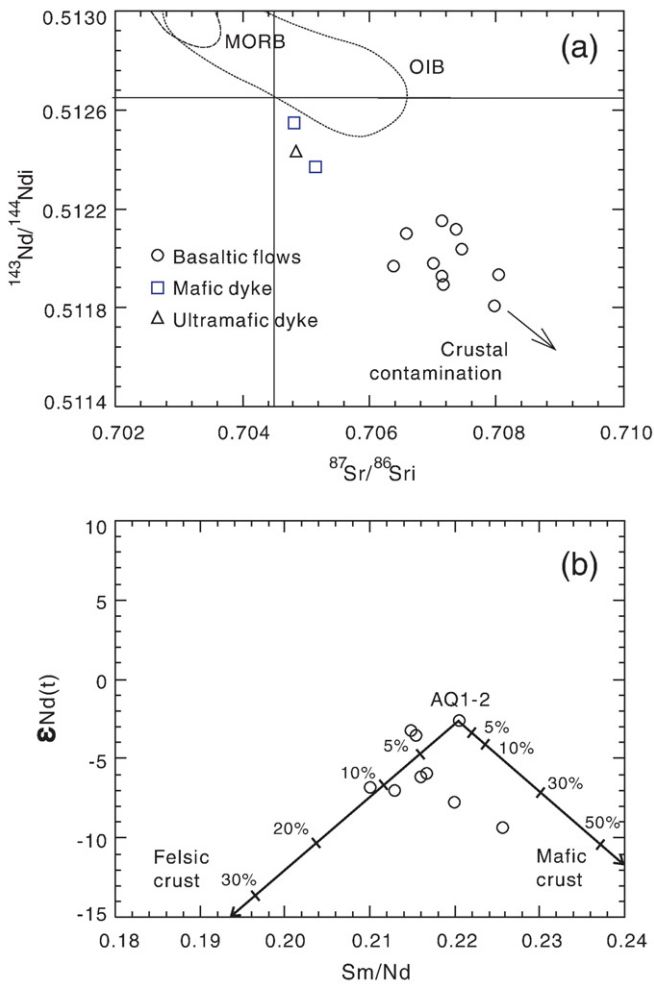 0.5130
MORB
(a)
OIB
0.5126
0.5122
¹⁴³Nd/¹⁴⁴Ndi
Basaltic flows
Mafic dyke
Ultramafic dyke
0.5118
Crustal
contamination
0.5114
0.702 0.704 0.706 0.708 0.710
⁸⁷Sr/⁸⁶Sri
10
(b)
5
0
AQ1-2
εNd(t)
5% 5%
10%
-5
10%
30%
20%
50%
-10
Felsic
crust
Mafic
crust
30%
-15
0.18 0.19 0.20 0.21 0.22 0.23 0.24
Sm/Nd